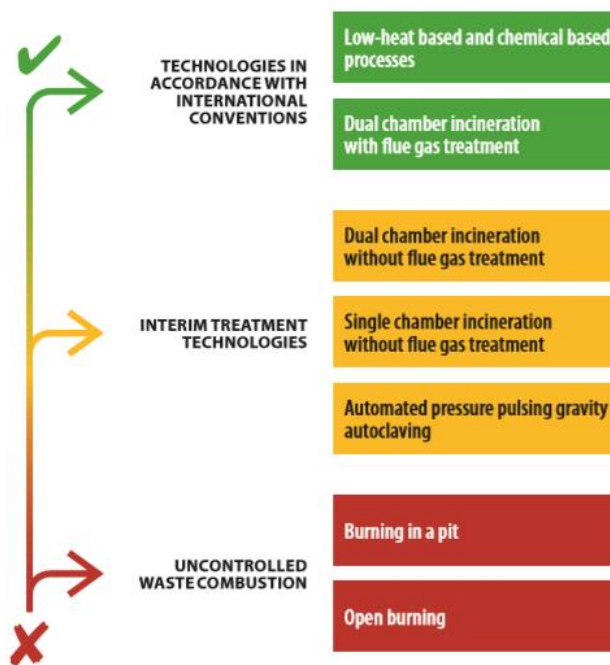 TECHNOLOGIES IN
ACCORDANCE WITH
INTERNATIONAL
CONVENTIONS
Low-heat based and chemical based
processes
Dual chamber incineration
with flue gas treatment
INTERIM TREATMENT
TECHNOLOGIES
Dual chamber incineration
without flue gas treatment
Single chamber incineration
without flue gas treatment
Automated pressure pulsing gravity
autoclaving
UNCONTROLLED
WASTE COMBUSTION
Burning in a pit
Open burning